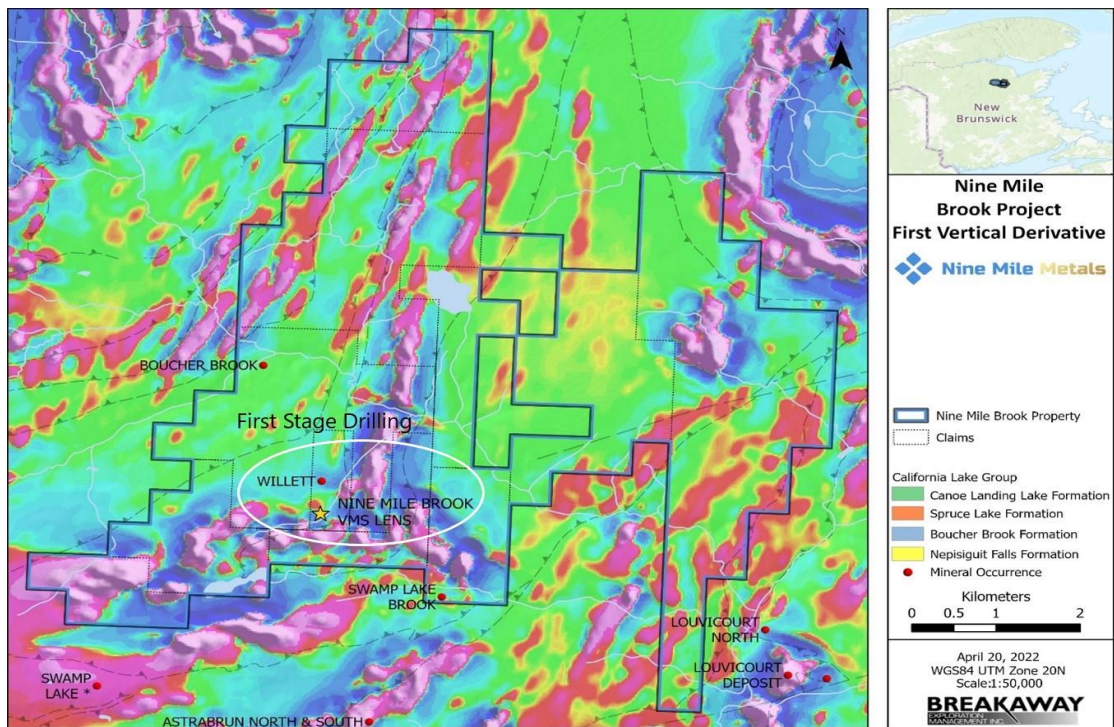 N
BOUCHER BROOK
First Stage Drilling
WILLETT
NINE MILE BROOK
VMS LENS
SWAMP LAKE
BROOK
LOUVICOURT
NORTH
LOUVICOURT
DEPOSIT
SWAMP
LAKE *
ASTRABRUN NORTH & SOUTH
New
Brunswick
Nine Mile
Brook Project
First Vertical Derivative
Nine Mile Metals
Nine Mile Brook Property
Claims
California Lake Group
Canoe Landing Lake Formation
Spruce Lake Formation
Boucher Brook Formation
Nepisiguit Falls Formation
Mineral Occurrence
Kilometers
0 0.5 1 2
April 20, 2022
WGS84 UTM Zone 20N
Scale:1:50,000
BREAKAWAY
EXPLORATION
MANAGEMENT INC.